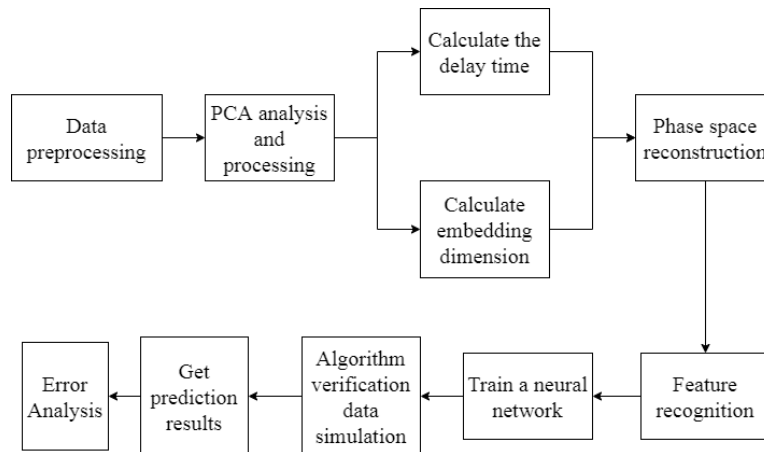 Data
preprocessing
PCA analysis
and
processing
Calculate the
delay time
Calculate
embedding
dimension
Phase space
reconstruction
Feature
recognition
Train a neural
network
Algorithm
verification
data
simulation
Get
prediction
results
Error
Analysis